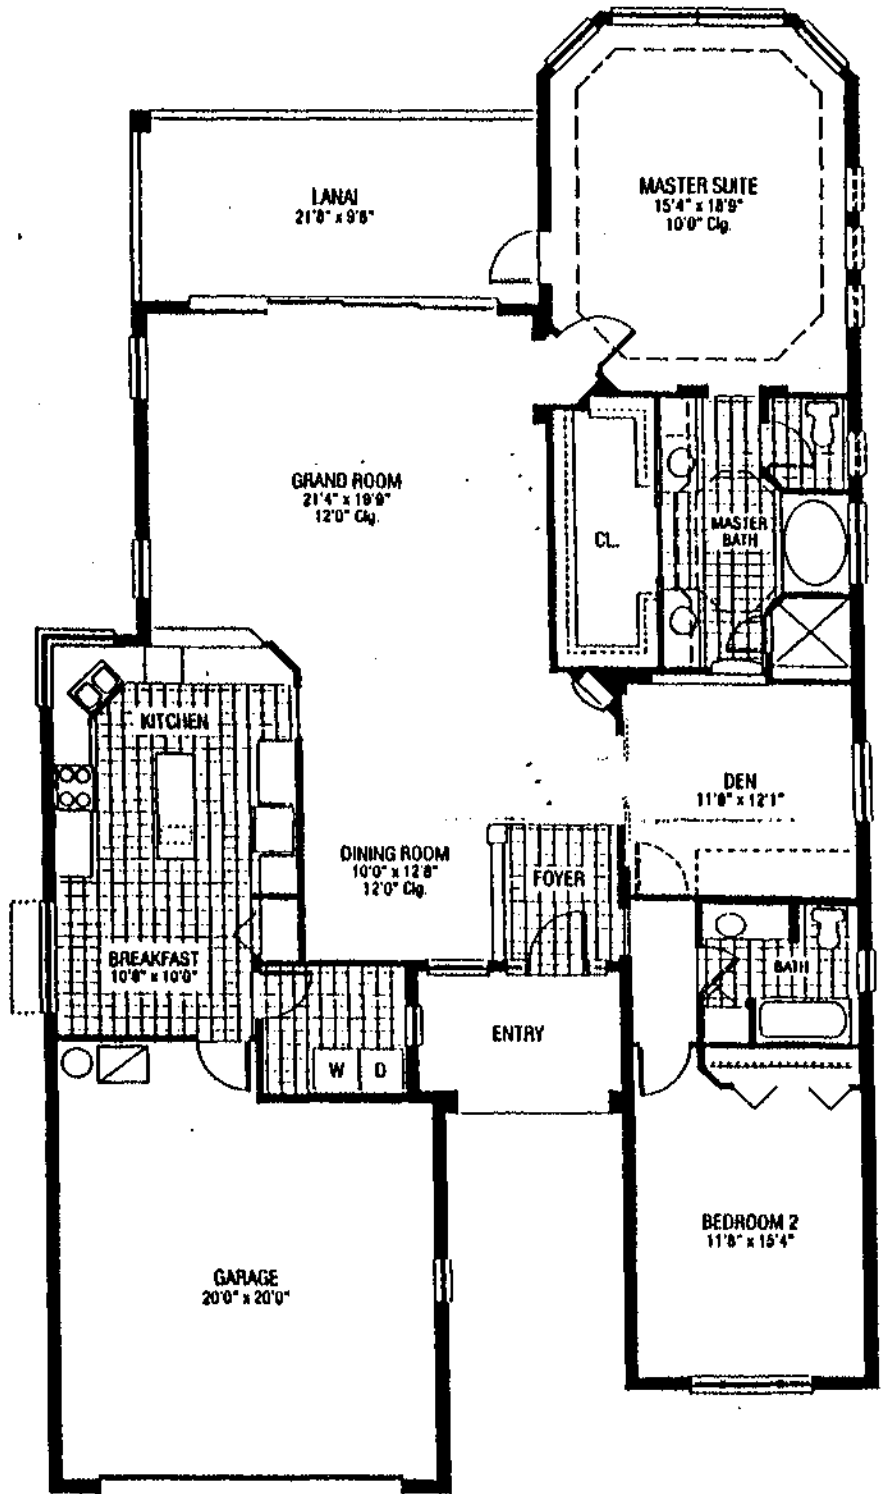 MASTER SUITE
15'4" x 18'9"
10'0" Clg.
LANAI
21'8" x 9'8"
GRAND ROOM
21'4" x 19'9"
12'0" Clg.
CL.
MASTER
BATH
KITCHEN
DEN
11'8" x 12'1"
DINING ROOM
10'0" x 12'8"
12'0" Clg.
FOYER
BREAKFAST
10'8" x 10'0"
BATH
ENTRY
W D
BEDROOM 2
11'8" x 15'4"
GARAGE
20'0" x 20'0"